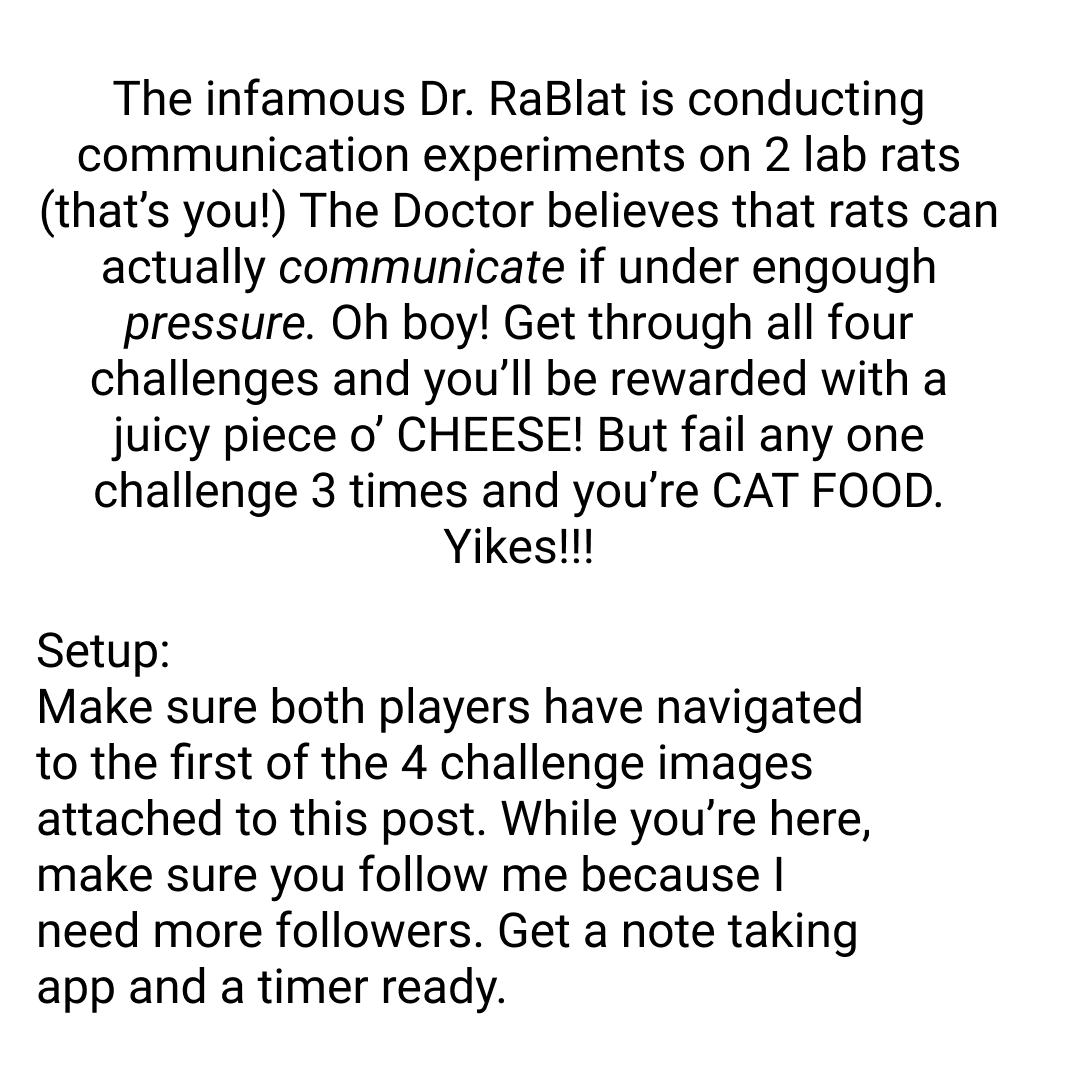 The infamous Dr. RaBlat is conducting
communication experiments on 2 lab rats
(that’s you!) The Doctor believes that rats can
actually communicate if under engough
pressure. Oh boy! Get through all four
challenges and you’ll be rewarded with a
juicy piece o’ CHEESE! But fail any one
challenge 3 times and you’re CAT FOOD.
Yikes!!!
Setup:
Make sure both players have navigated
to the first of the 4 challenge images
attached to this post. While you’re here,
make sure you follow me because I
need more followers. Get a note taking
app and a timer ready.